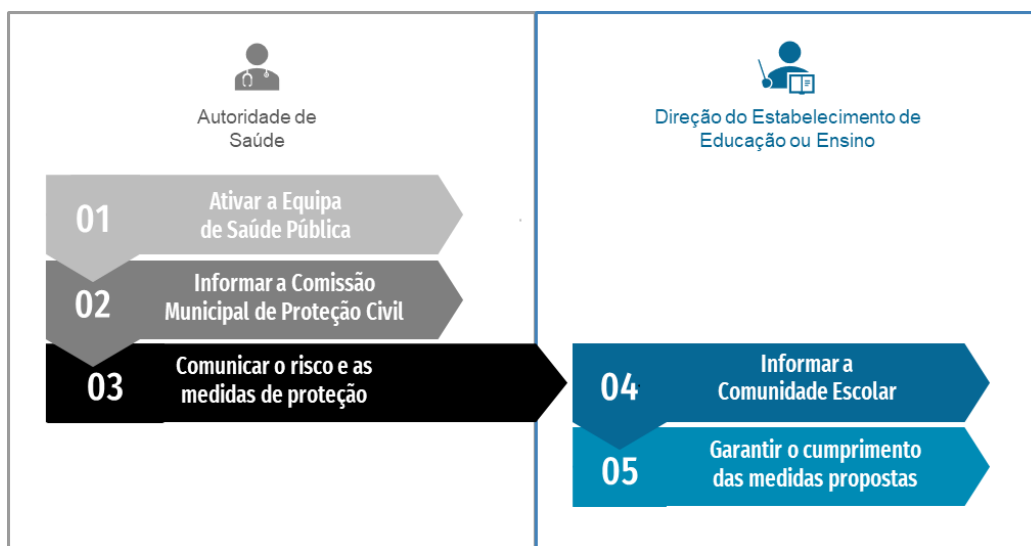 Autoridade de
Saúde
Direção do Estabelecimento de
Educação ou Ensino
01
Ativar a Equipa
de Saúde Pública
02
Informar a Comissão
Municipal de Proteção Civil
03
Comunicar o risco e as
medidas de proteção
04
Informar a
Comunidade Escolar
05
Garantir o cumprimento
das medidas propostas